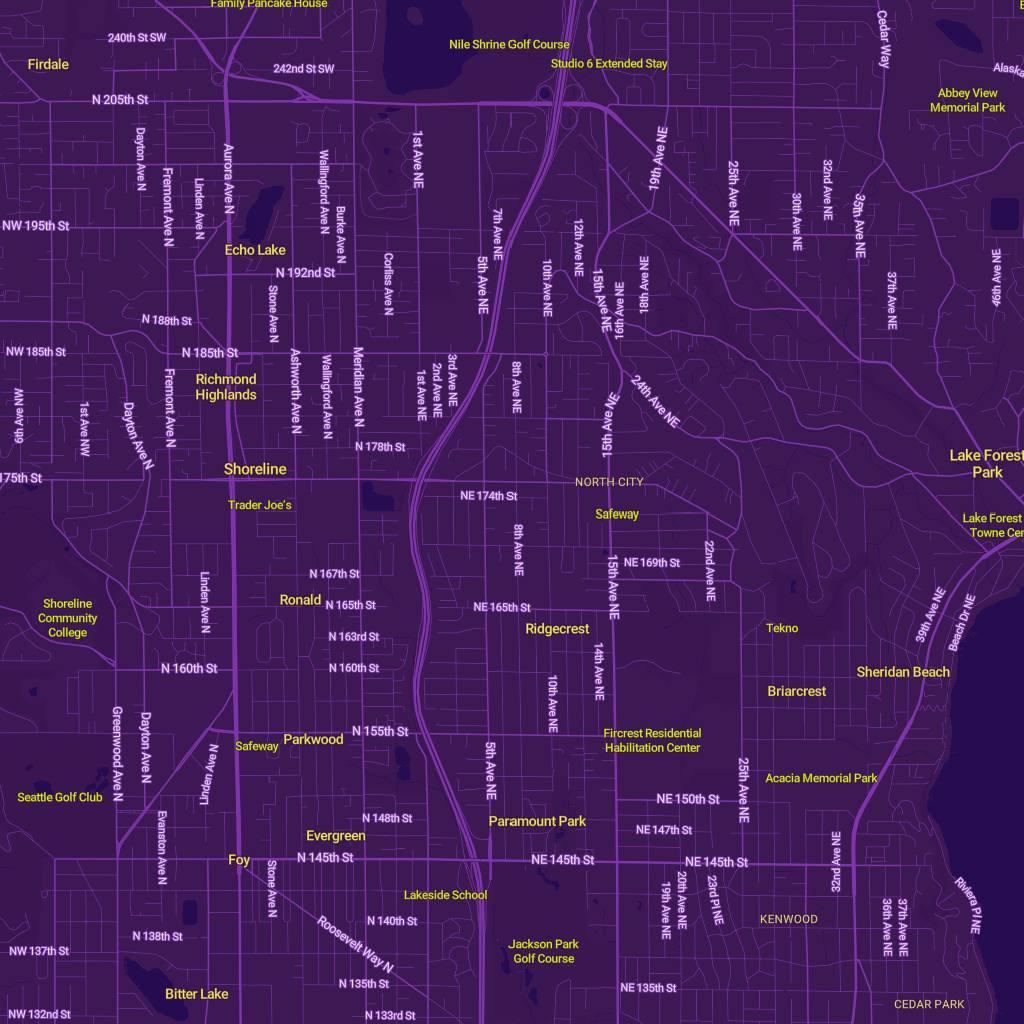 Family Pancake House
240th St SW
Cedar Way
Nile Shrine Golf Course
Firdale
242nd St SW
Studio 6 Extended Stay
Alaska
N 205th St
Abbey View
Memorial Park
Dayton Ave N
Fremont Ave N
Linden Ave N
Aurora Ave N
Wallingford Ave N
Burke Ave N
1st Ave NE
19th Ave NE
25th Ave NE
30th Ave NE
32nd Ave NE
35th Ave NE
NW 195th St
7th Ave NE
12th Ave NE
Echo Lake
N 192nd St
Corliss Ave N
5th Ave NE
10th Ave NE
15th Ave NE
16th Ave NE
18th Ave NE
37th Ave NE
46th Ave NE
Stone Ave N
N 188th St
NW 185th St
N 185th St
Richmond
Highlands
Ashworth Ave N
Wallingford Ave N
Meridian Ave N
1st Ave NE
2nd Ave NE
3rd Ave NE
8th Ave NE
24th Ave NE
15th Ave NE
6th Ave NW
1st Ave NW
Dayton Ave N
Fremont Ave N
N 178th St
Shoreline
175th St
Lake Forest
Park
NORTH CITY
NE 174th St
Trader Joe's
Safeway
Lake Forest
Towne Cen
8th Ave NE
15th Ave NE
NE 169th St
22nd Ave NE
N 167th St
Linden Ave N
Ronald
N 165th St
NE 165th St
Shoreline
Community
College
39th Ave NE
Beach Dr NE
Ridgecrest
Tekno
N 163rd St
N 160th St
N 160th St
14th Ave NE
Sheridan Beach
10th Ave NE
Briarcrest
Greenwood Ave N
Dayton Ave N
N 155th St
Parkwood
Safeway
Fircrest Residential
Habilitation Center
Linden Ave N
5th Ave NE
25th Ave NE
Acacia Memorial Park
Seattle Golf Club
NE 150th St
N 148th St
Paramount Park
NE 147th St
Evanston Ave N
Evergreen
32nd Ave NE
Foy
N 145th St
NE 145th St
NE 145th St
Stone Ave N
Lakeside School
19th Ave NE
20th Ave NE
23rd Pl NE
Riviera Pl NE
36th Ave NE
37th Ave NE
KENWOOD
N 140th St
Roosevelt Way N
N 138th St
NW 137th St
Jackson Park
Golf Course
N 135th St
NE 135th St
Bitter Lake
CEDAR PARK
NW 132nd St
N 133rd St